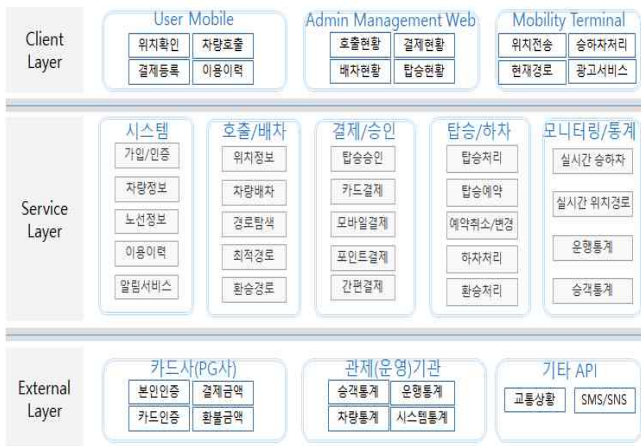 Client
Layer
User Mobile
위치확인 차량호출
결제등록 이용이력
Admin Management Web
호출현황 결제현황
배차현황 탑승현황
Mobility Terminal
위치전송 승하차처리
현재경로 광고서비스
Service
Layer
시스템
가입/인증
차량정보
노선정보
이용이력
알림서비스
호출/배차
위치정보
차량배차
경로탐색
최적경로
환승경로
결제/승인
탑승승인
카드결제
모바일결제
포인트결제
간편결제
탑승/하차
탑승처리
탑승예약
예약취소/변경
하차처리
환승처리
모니터링/통계
실시간 승하차
실시간 위치경로
운행통계
승객통계
External
Layer
카드사(PG사)
본인인증 결제금액
카드인증 환불금액
관제(운영)기관
승객통계 운행통계
차량통계 시스템통계
기타 API
교통상황 SMS/SNS